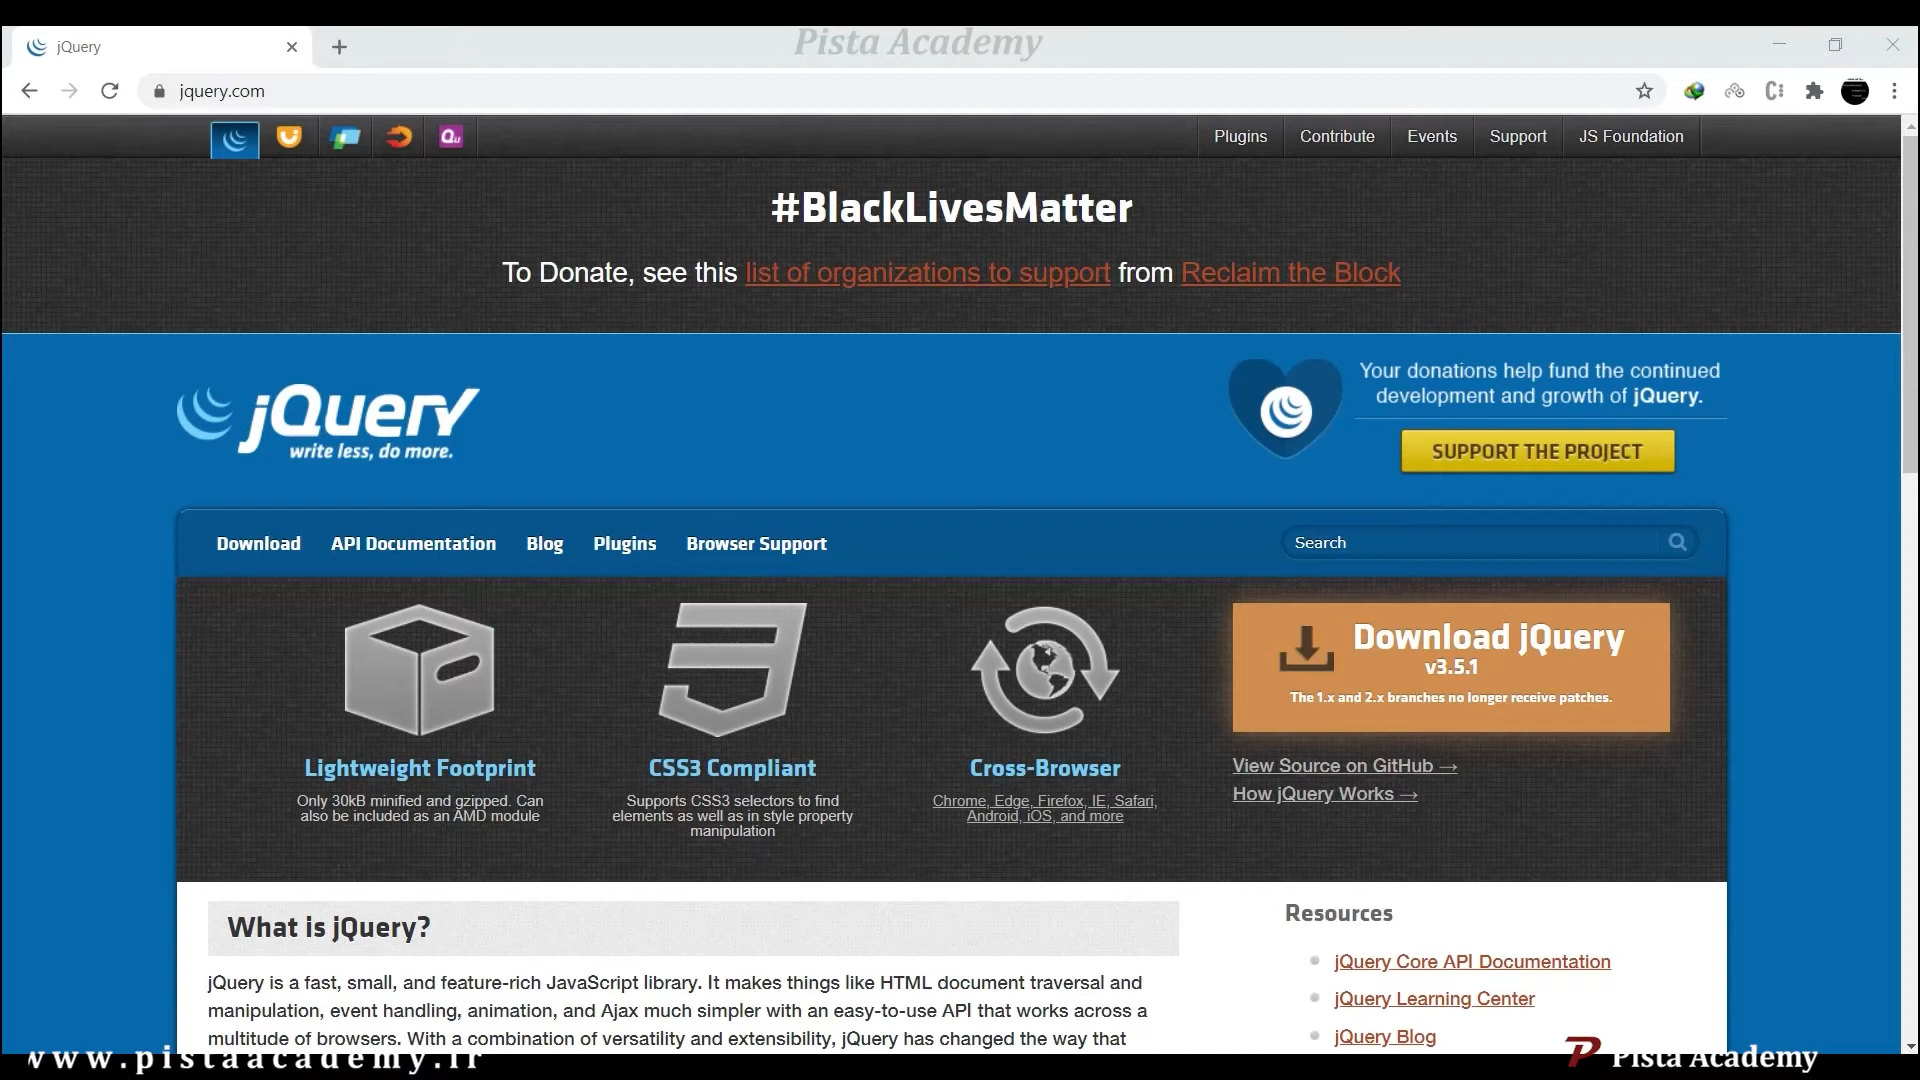 jQuery
Pista Academy
jquery.com
Plugins Contribute Events Support JS Foundation
#BlackLivesMatter
To Donate, see this list of organizations to support from Reclaim the Block
jQuery
write less, do more.
Your donations help fund the continued
development and growth of jQuery.
SUPPORT THE PROJECT
Download API Documentation Blog Plugins Browser Support
Search
Lightweight Footprint
Only 30kB minified and gzipped. Can
also be included as an AMD module
CSS3 Compliant
Supports CSS3 selectors to find
elements as well as in style property
manipulation
Cross-Browser
Chrome, Edge, Firefox, IE, Safari,
Android, iOS, and more
Download jQuery
v3.5.1
The 1.x and 2.x branches no longer receive patches.
View Source on GitHub →
How jQuery Works →
What is jQuery?
jQuery is a fast, small, and feature-rich JavaScript library. It makes things like HTML document traversal and
manipulation, event handling, animation, and Ajax much simpler with an easy-to-use API that works across a
multitude of browsers. With a combination of versatility and extensibility, jQuery has changed the way that
Resources
jQuery Core API Documentation
jQuery Learning Center
jQuery Blog
www.pistaacademy.ir
Pista Academy